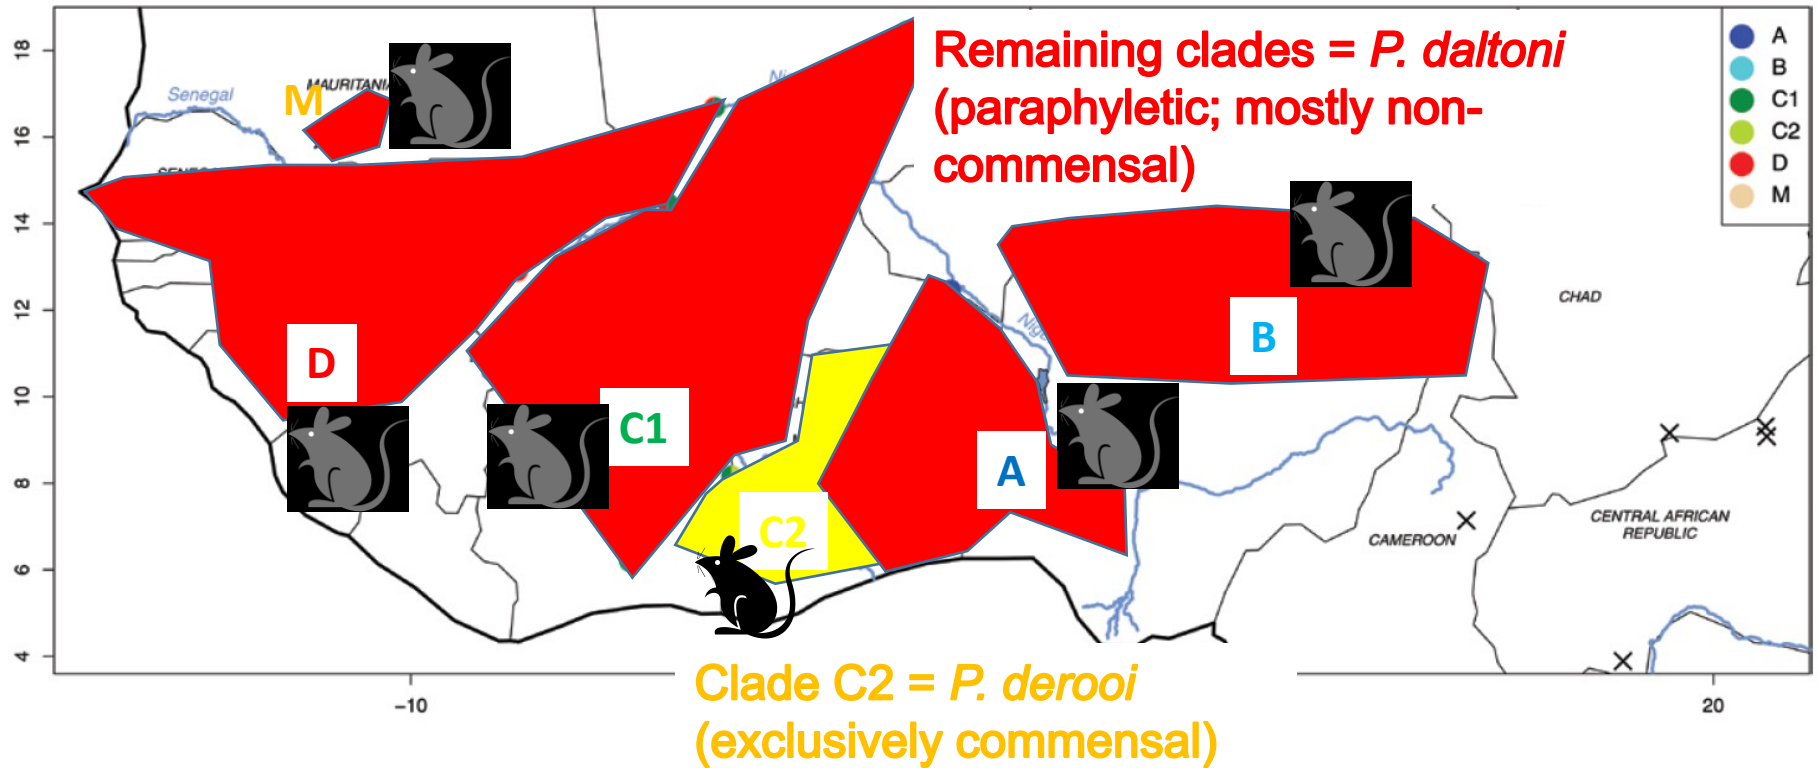 Remaining clades = P. daltoni
(paraphyletic; mostly non-
commensal)
A
B
C1
C2
D
M
18
16
14
12
10
8
6
4
MAURITANIA
M
Senegal
D
C1
C2
A
B
CHAD
CENTRAL AFRICAN
REPUBLIC
CAMEROON
-10
20
Clade C2 = P. derooi
(exclusively commensal)